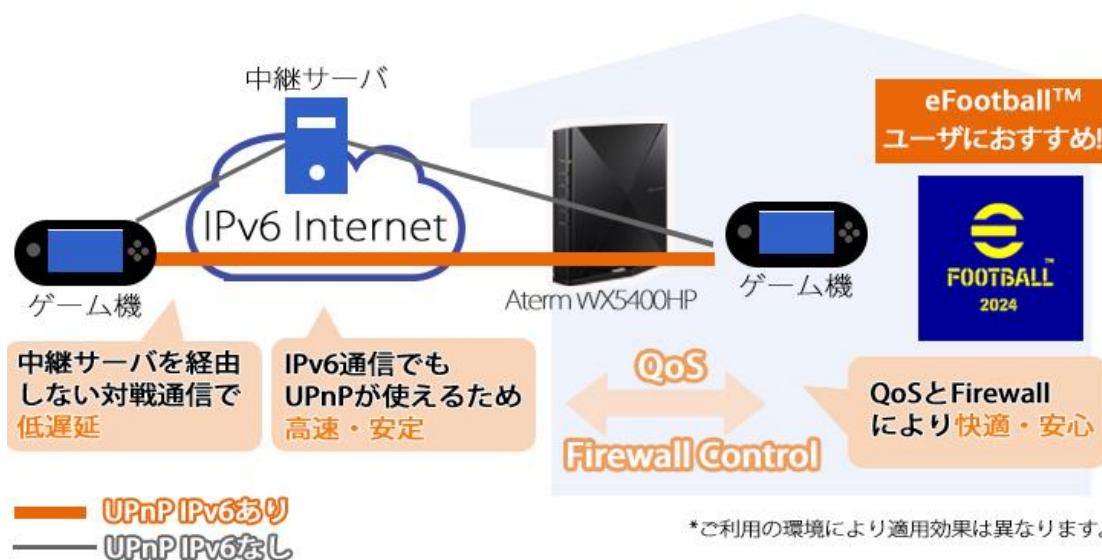 中継サーバ
eFootball™
ユーザにおすすめ!
IPv6 Internet
FOOTBALL™
2024
ゲーム機
Aterm WX5400HP
ゲーム機
中継サーバを経由
しない対戦通信で
低遅延
IPv6通信でも
UPnPが使えるため
高速・安定
QoS
Firewall Control
QoSとFirewall
により快適・安心
UPnP IPv6あり
UPnP IPv6なし
*ご利用の環境により適用効果は異なります。